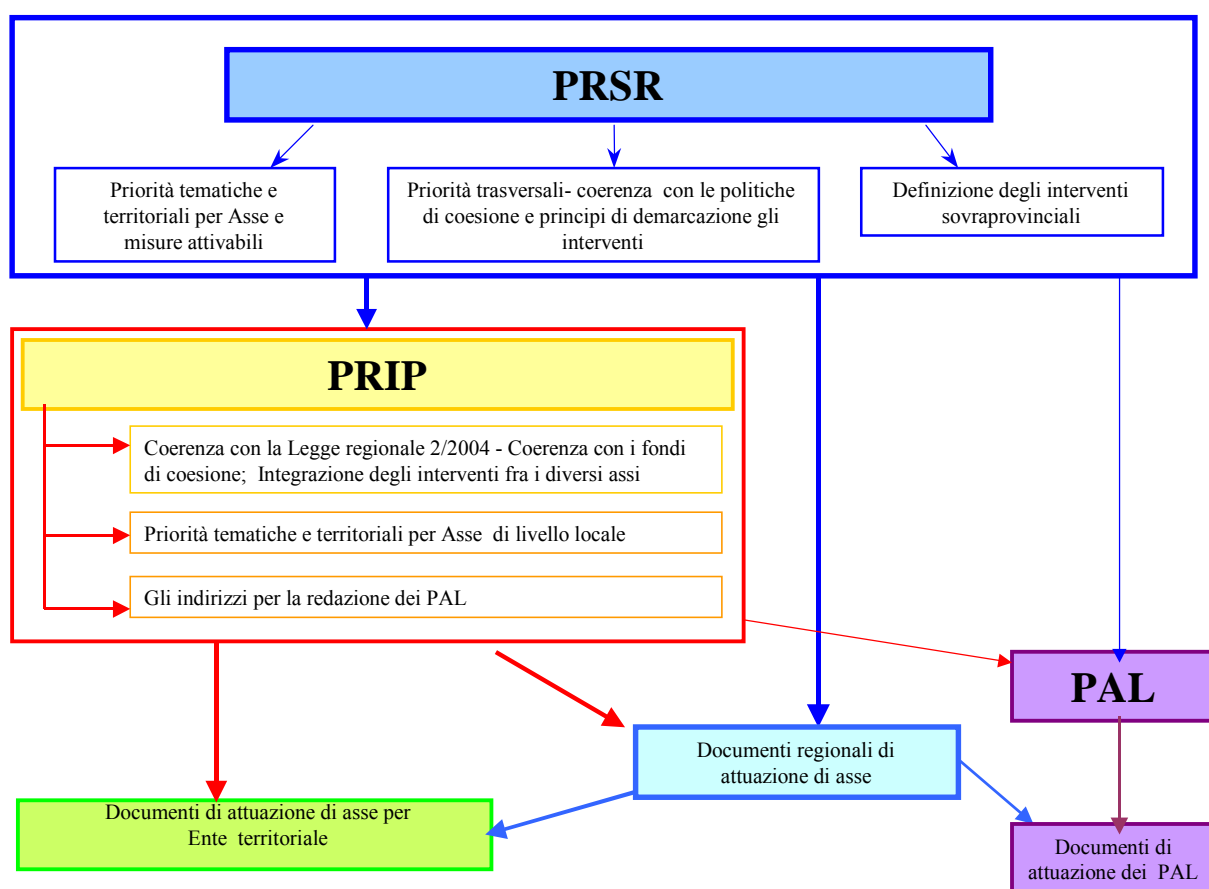 PRSR
Priorità tematiche e
territoriali per Asse e
misure attivabili
Priorità trasversali- coerenza con le politiche
di coesione e principi di demarcazione gli
interventi
Definizione degli interventi
sovraprovinciali
PRIP
Coerenza con la Legge regionale 2/2004 - Coerenza con i fondi
di coesione; Integrazione degli interventi fra i diversi assi
Priorità tematiche e territoriali per Asse di livello locale
Gli indirizzi per la redazione dei PAL
PAL
Documenti regionali di
attuazione di asse
Documenti di attuazione di asse per
Ente territoriale
Documenti di
attuazione dei PAL